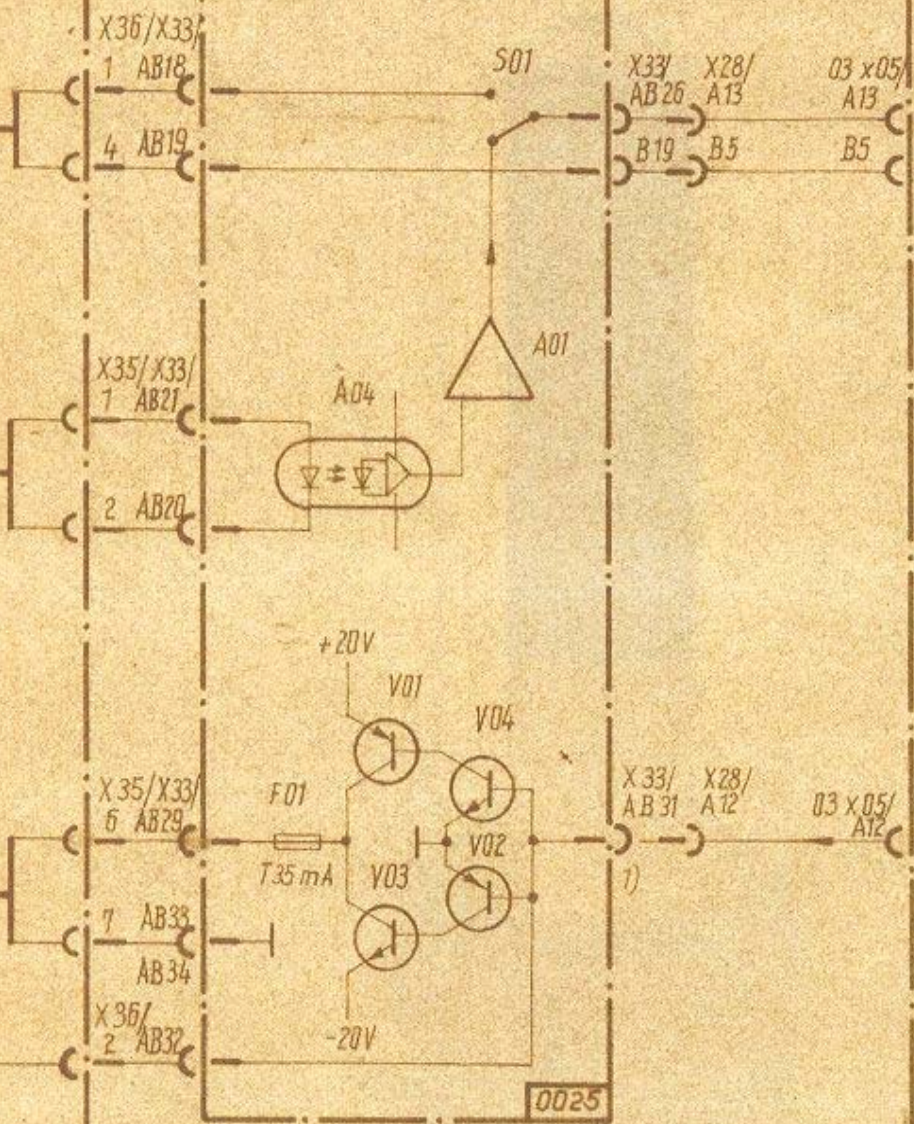 X36/X33/
1 AB18
S01
X33/
AB26
X28/
A13
03 x05/
A13
4 AB19
B19
B5
B5
A01
X35/X33/
1 AB21
A04
2 AB20
+20V
V01
V04
X35/X33/
6 AB29
F01
T35mA
V03
V02
X33/
AB31
X28/
A12
03 x05/
A12
1)
7 AB33
AB34
X36/
2 AB32
-20V
0025